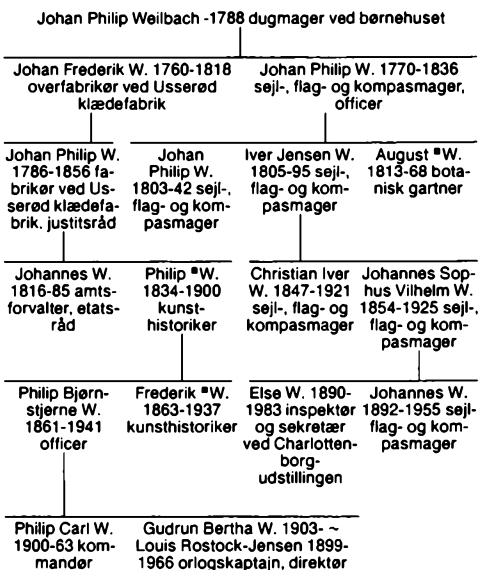 Johan Philip Weilbach -1788 dugmager ved børnehuset
Johan Frederik W. 1760-1818
overfabrikør ved Usserød
klædefabrik
Johan Philip W. 1770-1836
sejl-, flag- og kompasmager,
officer
Johan Philip W.
1786-1856 fa-
brikør ved Us-
serød klædefa-
brik. justitsråd
Johan
Philip W.
1803-42 sejl-,
flag- og kom-
pasmager
Iver Jensen W.
1805-95 sejl-,
flag- og kom-
pasmager
August *W.
1813-68 bota-
nisk gartner
Johannes W.
1816-85 amts-
forvalter, etats-
råd
Philip *W.
1834-1900
kunst-
historiker
Christian Iver
W. 1847-1921
sejl-, flag- og
kompasmager
Johannes Sop-
hus Vilhelm W.
1854-1925 sejl-,
flag- og kom-
pasmager
Philip Bjørn-
stjerne W.
1861-1941
officer
Frederik *W.
1863-1937
kunsthistoriker
Else W. 1890-
1983 inspektør
og sekretær
ved Charlotten-
borg-
udstillingen
Johannes W.
1892-1955 sejl-
flag- og kom-
pasmager
Philip Carl W.
1900-63 kom-
mandør
Gudrun Bertha W. 1903- ~
Louis Rostock-Jensen 1899-
1966 orlogskaptajn, direktør